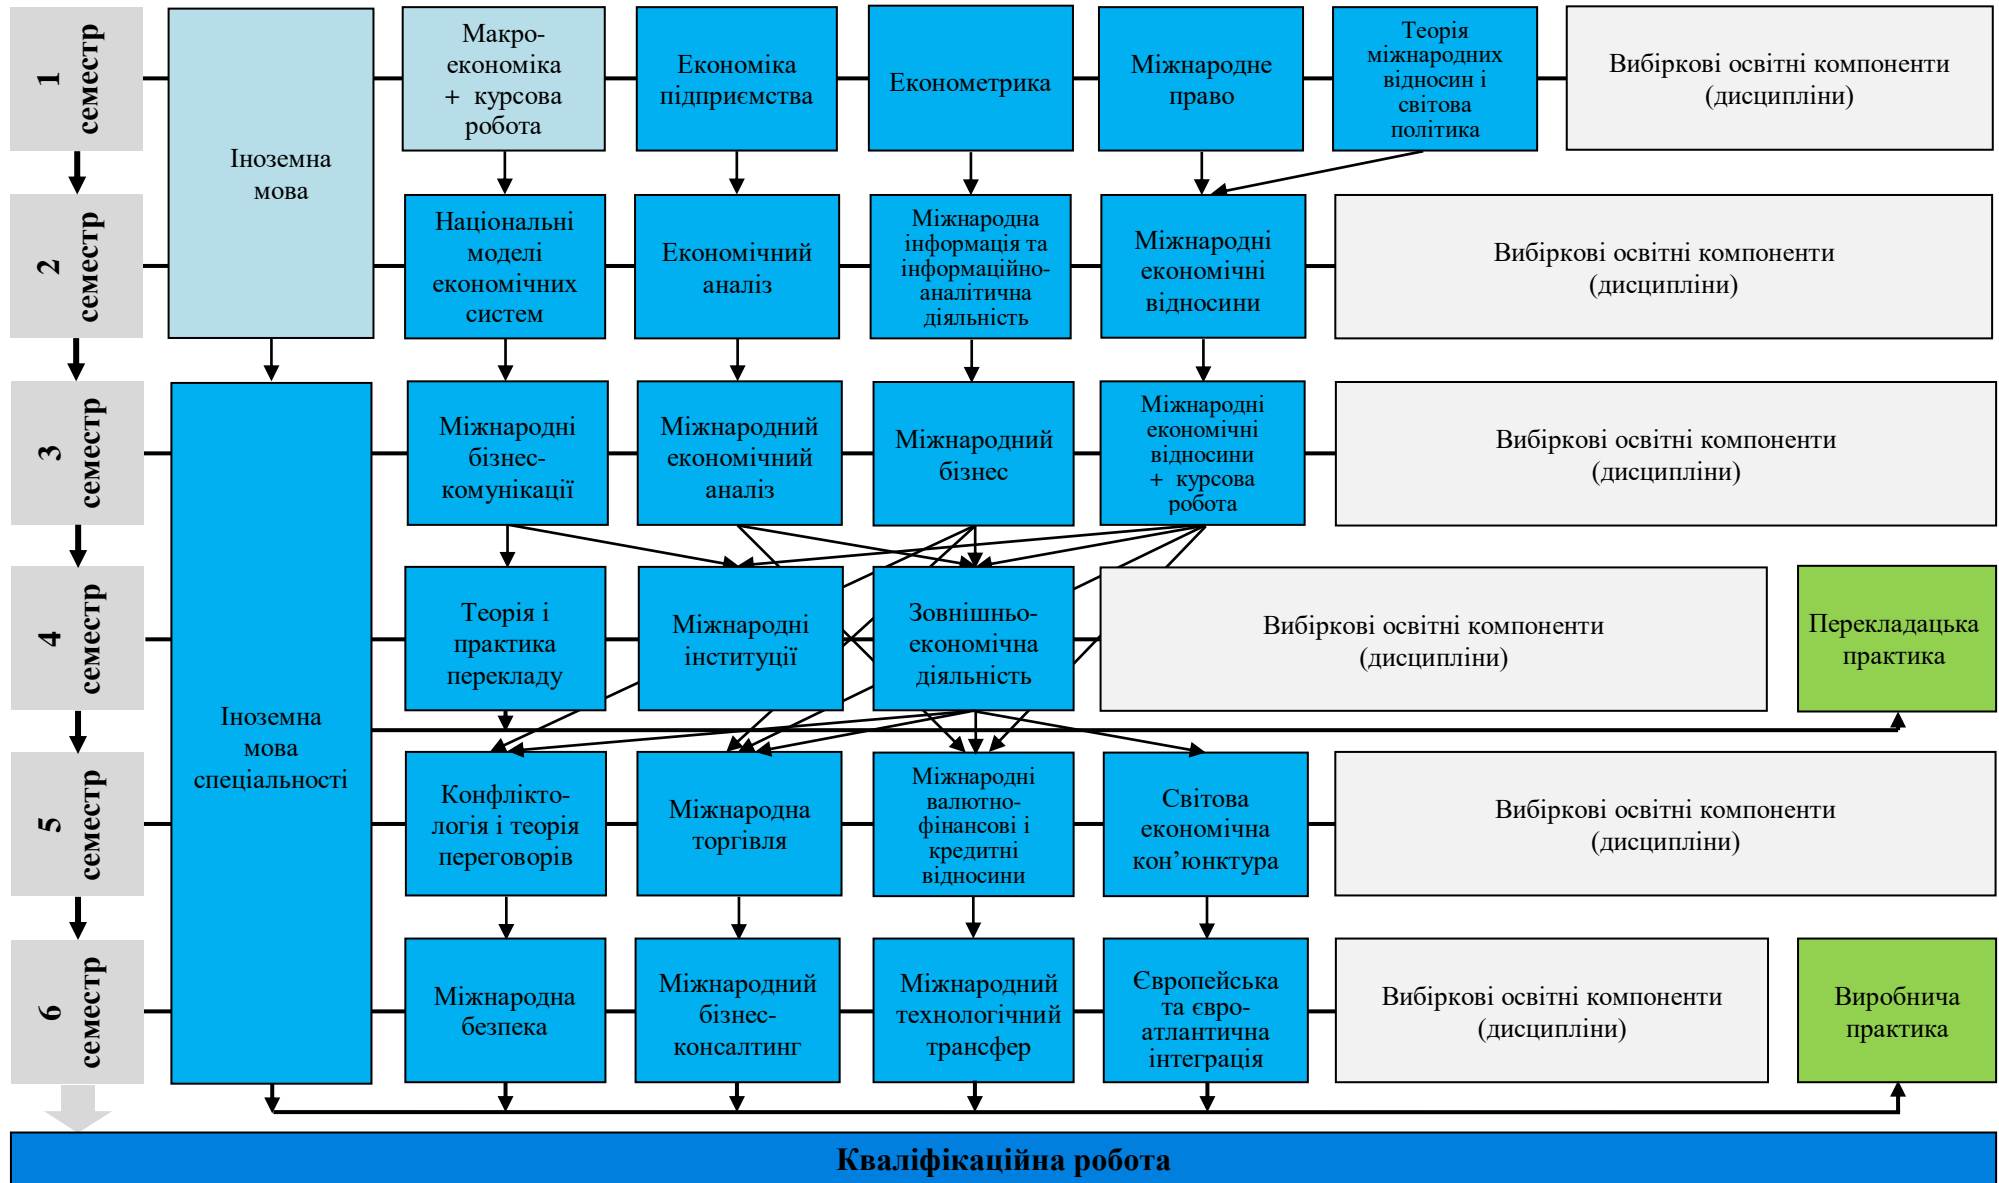 1
семестр
Іноземна
мова
Макро-
економіка
+ курсова
робота
Економіка
підприємства
Економетрика
Міжнародне
право
Теорія
міжнародних
відносин і
світова
політика
Вибіркові освітні компоненти
(дисципліни)
2
семестр
Національні
моделі
економічних
систем
Економічний
аналіз
Міжнародна
інформація та
інформаційно-
аналітична
діяльність
Міжнародні
економічні
відносини
Вибіркові освітні компоненти
(дисципліни)
3
семестр
Іноземна
мова
спеціальності
Міжнародні
бізнес-
комунікації
Міжнародний
економічний
аналіз
Міжнародний
бізнес
Міжнародні
економічні
відносини
+ курсова
робота
Вибіркові освітні компоненти
(дисципліни)
4
семестр
Теорія і
практика
перекладу
Міжнародні
інституції
Зовнішньо-
економічна
діяльність
Вибіркові освітні компоненти
(дисципліни)
Перекладацька
практика
5
семестр
Конфлікто-
логія і теорія
переговорів
Міжнародна
торгівля
Міжнародні
валютно-
фінансові і
кредитні
відносини
Світова
економічна
кон’юнктура
Вибіркові освітні компоненти
(дисципліни)
6
семестр
Міжнародна
безпека
Міжнародний
бізнес-
консалтинг
Міжнародний
технологічний
трансфер
Європейська
та євро-
атлантична
інтеграція
Вибіркові освітні компоненти
(дисципліни)
Виробнича
практика
Кваліфікаційна робота